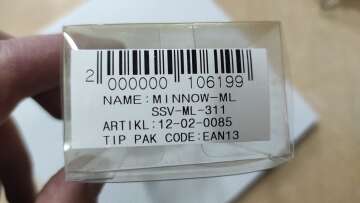 2 000000 106199
NAME:MINNOW-ML
SSV-ML-311
ARTIKL:12-02-0085
TIP PAK CODE:EAN13